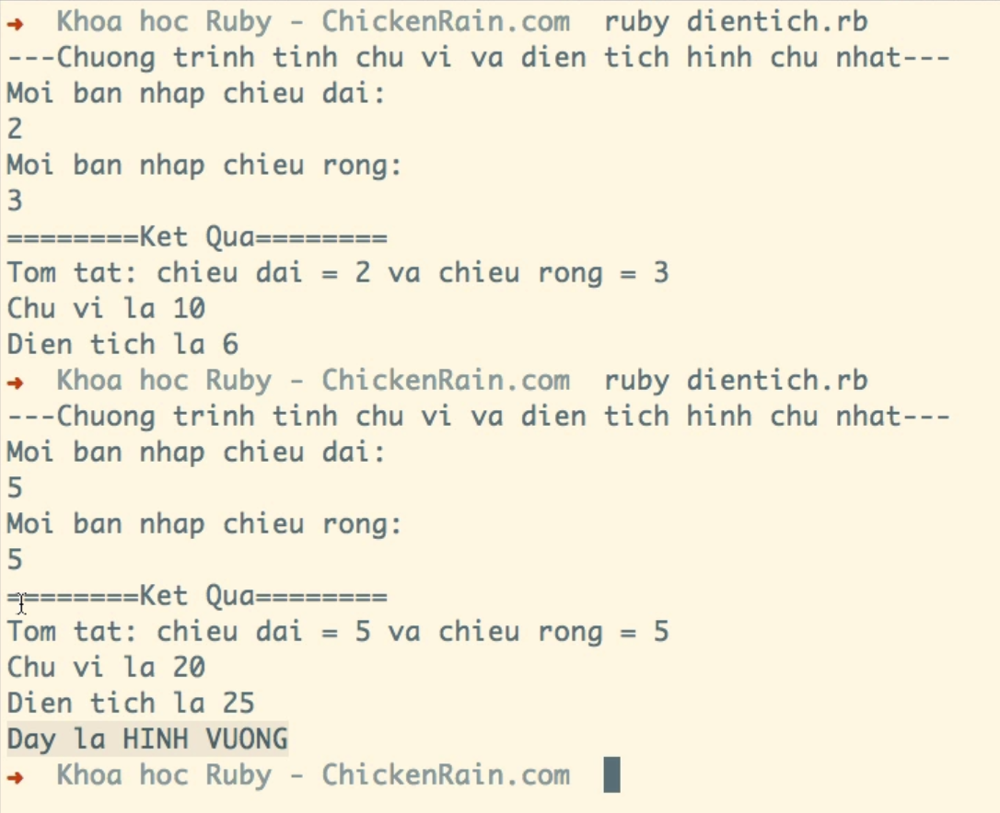 ➜  Khoa hoc Ruby - ChickenRain.com  ruby dientich.rb
---Chuong trinh tinh chu vi va dien tich hinh chu nhat---
Moi ban nhap chieu dai:
2
Moi ban nhap chieu rong:
3
========Ket Qua========
Tom tat: chieu dai = 2 va chieu rong = 3
Chu vi la 10
Dien tich la 6
➜  Khoa hoc Ruby - ChickenRain.com  ruby dientich.rb
---Chuong trinh tinh chu vi va dien tich hinh chu nhat---
Moi ban nhap chieu dai:
5
Moi ban nhap chieu rong:
5
========Ket Qua========
Tom tat: chieu dai = 5 va chieu rong = 5
Chu vi la 20
Dien tich la 25
Day la HINH VUONG
➜  Khoa hoc Ruby - ChickenRain.com